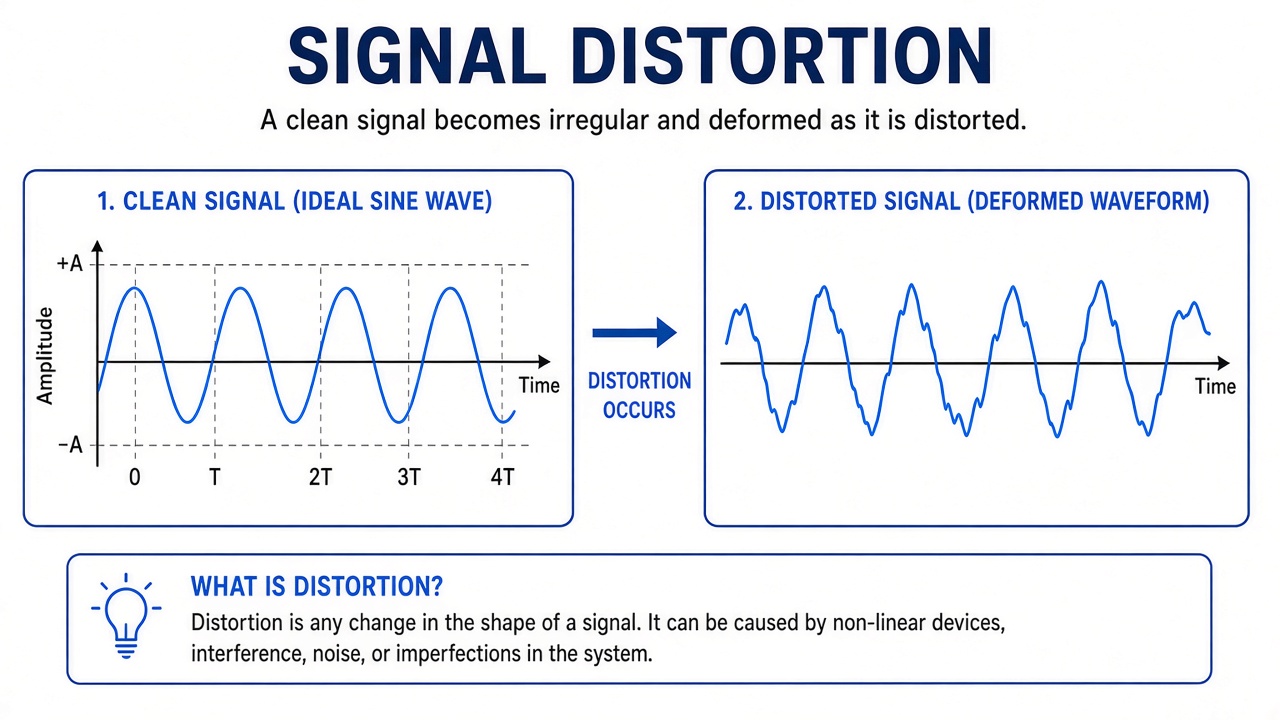 SIGNAL DISTORTION
A clean signal becomes irregular and deformed as it is distorted.
1. CLEAN SIGNAL (IDEAL SINE WAVE)
+A
Amplitude
Time
−A
0 T 2T 3T 4T
DISTORTION
OCCURS
2. DISTORTED SIGNAL (DEFORMED WAVEFORM)
Time
WHAT IS DISTORTION?
Distortion is any change in the shape of a signal. It can be caused by non-linear devices,
interference, noise, or imperfections in the system.